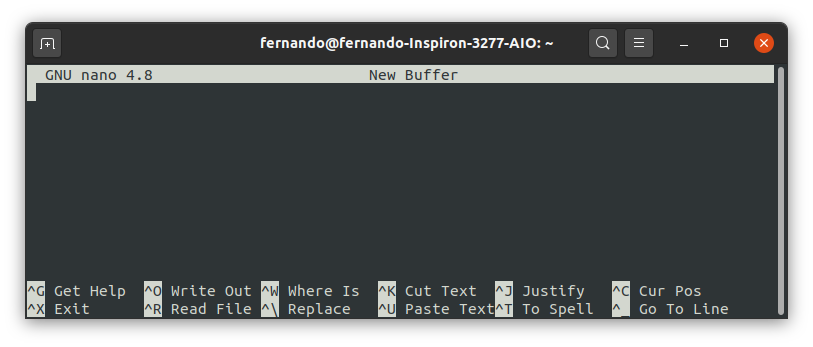 fernando@fernando-Inspiron-3277-AIO: ~
GNU nano 4.8 New Buffer
^G Get Help ^O Write Out ^W Where Is ^K Cut Text ^J Justify ^C Cur Pos
^X Exit ^R Read File ^\ Replace ^U Paste Text^T To Spell ^_ Go To Line